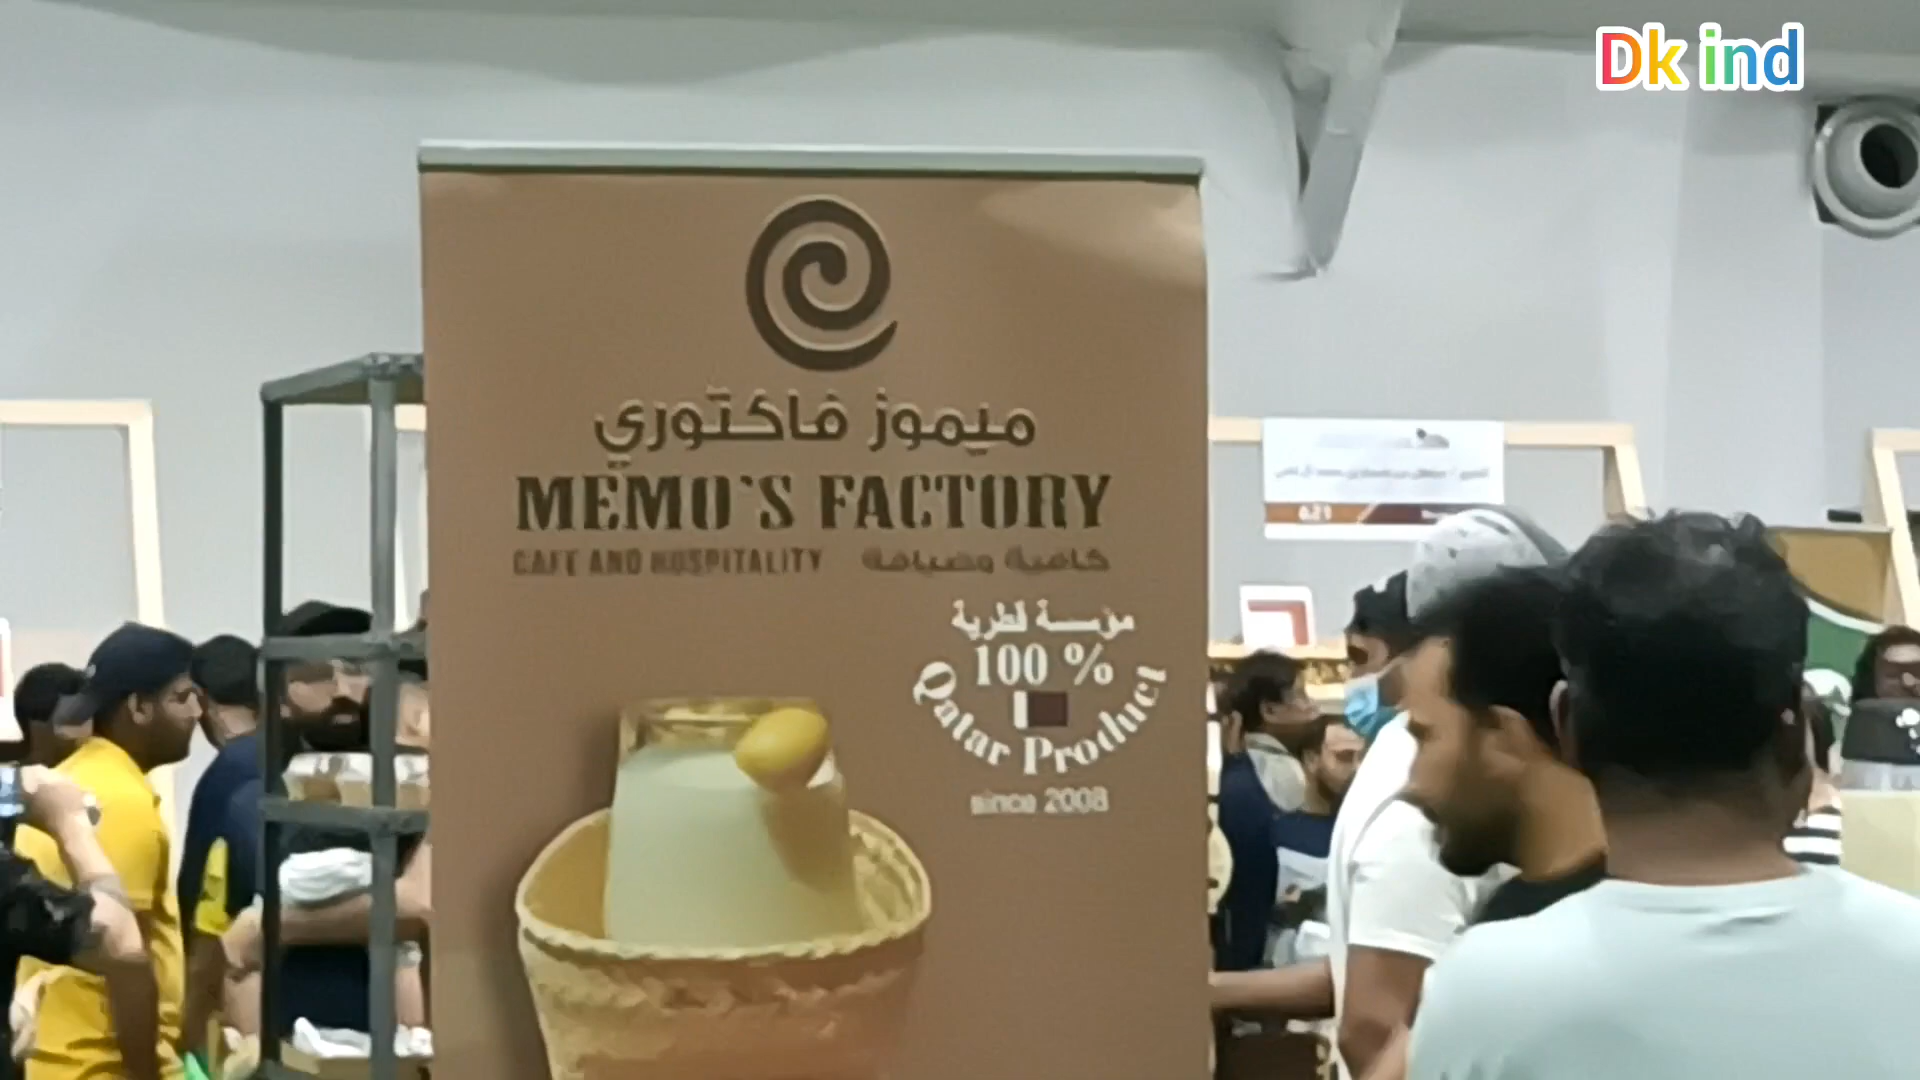 Dk ind
ميموز فاكتوري
MEMO'S FACTORY
CAFE AND HOSPITALITY كافية وضيافة
مؤسسة قطرية
100 %
Qatar Product
since 2008